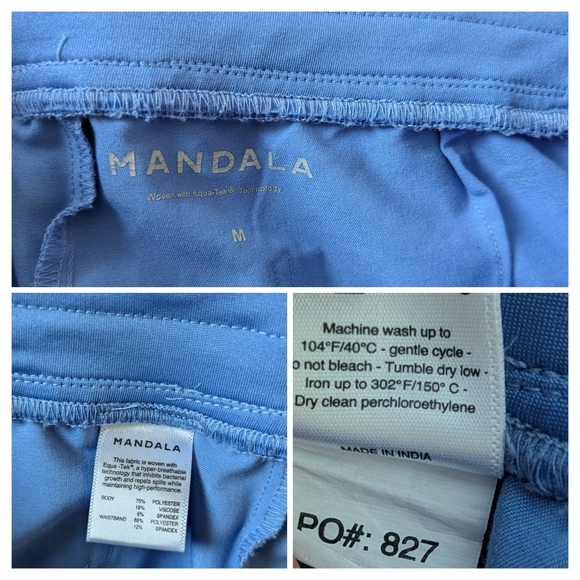 MANDALA
Woven with Equa-Tek® Technology
M
MANDALA
This fabric is woven with
Equa -Tek®, a hyper-breathable
technology that inhibits bacterial
growth and repels spills while
maintaining high-performance.
BODY 75% POLYESTER
19% VISCOSE
6% SPANDEX
WAISTBAND 88% POLYESTER
12% SPANDEX
Machine wash up to
104°F/40°C - gentle cycle -
o not bleach - Tumble dry low -
Iron up to 302°F/150° C -
Dry clean perchloroethylene
MADE IN INDIA
PO#: 827